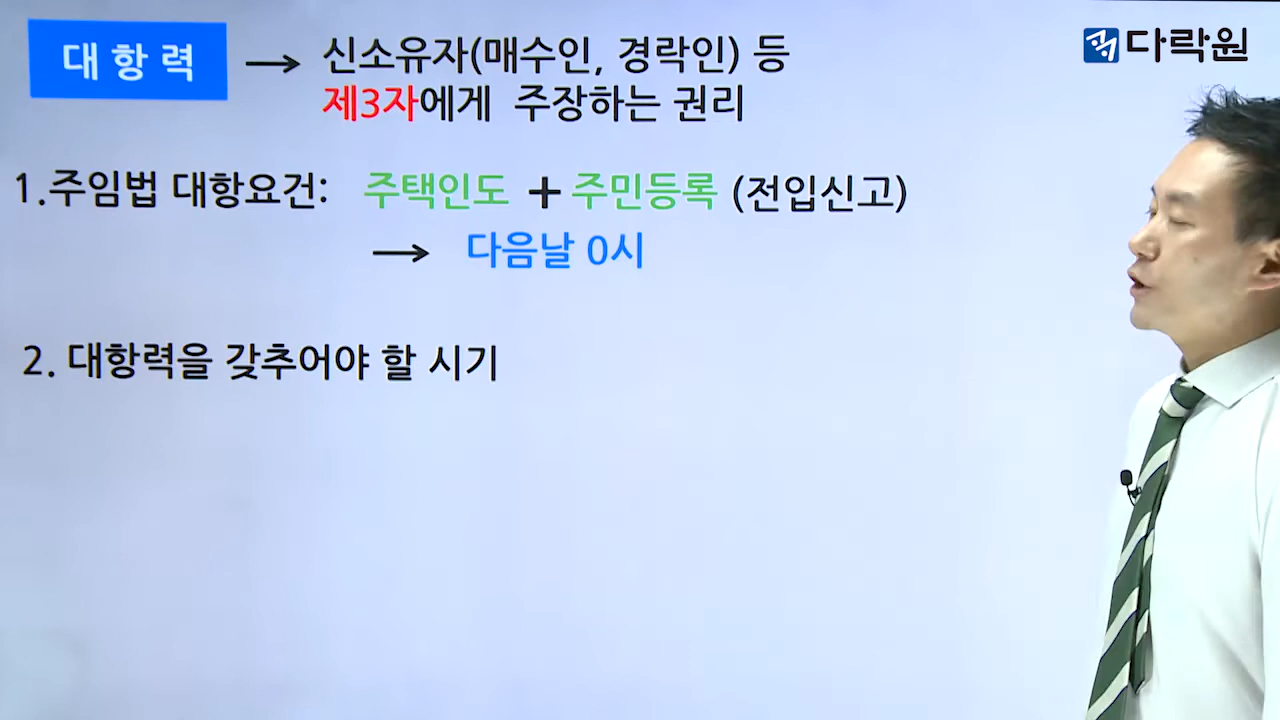 대항력 → 신소유자(매수인, 경락인) 등
제3자에게 주장하는 권리
다락원
1.주임법 대항요건: 주택인도 + 주민등록 (전입신고)
→ 다음날 0시
2. 대항력을 갖추어야 할 시기